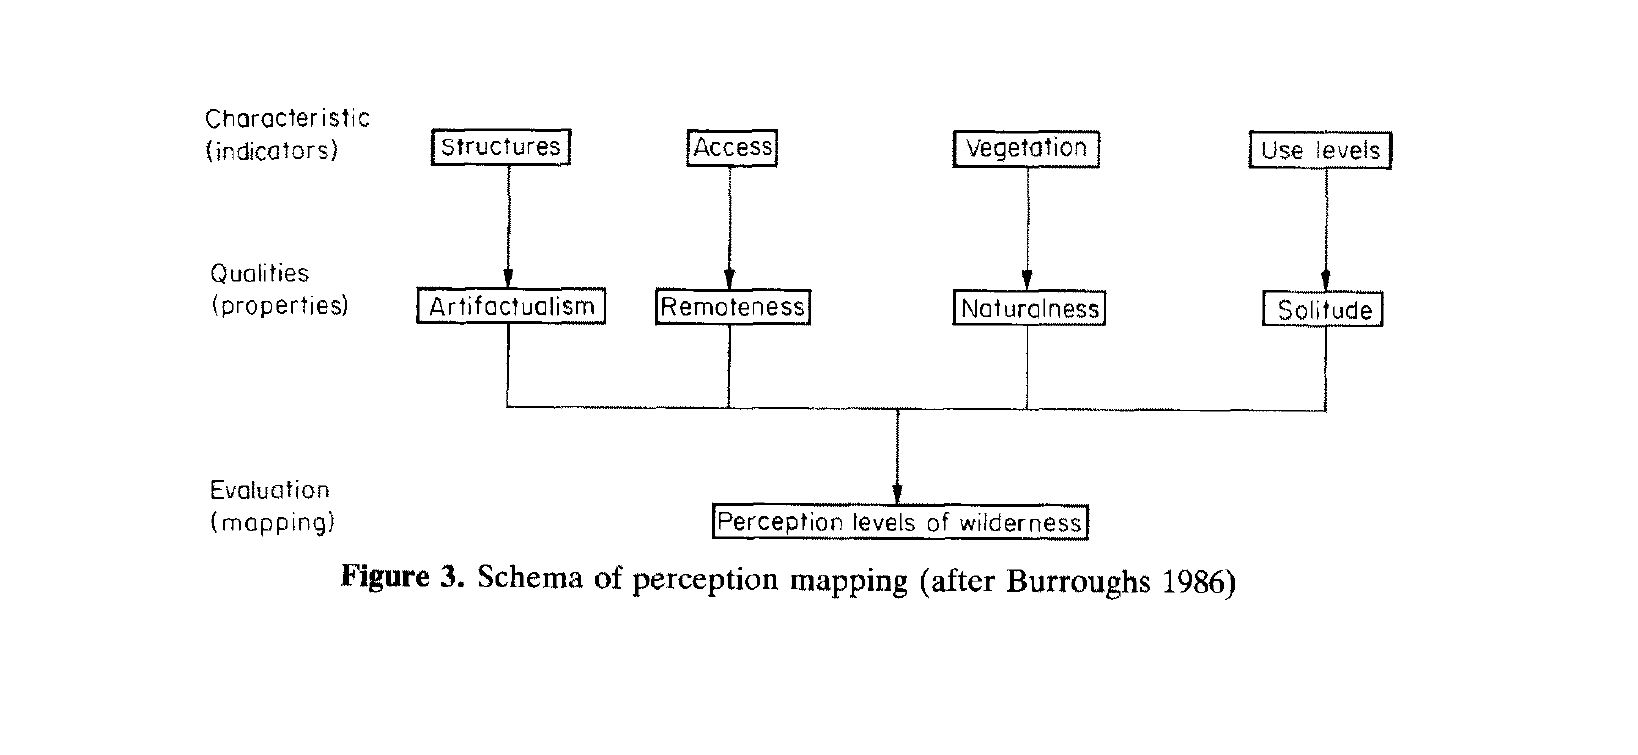 Characteristic
(indicators)
Structures
Access
Vegetation
Use levels
Qualities
(properties)
Artifactualism
Remoteness
Naturalness
Solitude
Evaluation
(mapping)
Perception levels of wilderness
Figure 3. Schema of perception mapping (after Burroughs 1986)